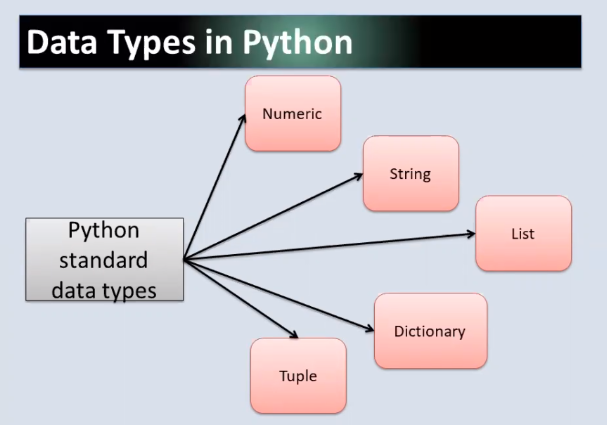 Data Types in Python
Numeric
String
Python
standard
data types
List
Dictionary
Tuple